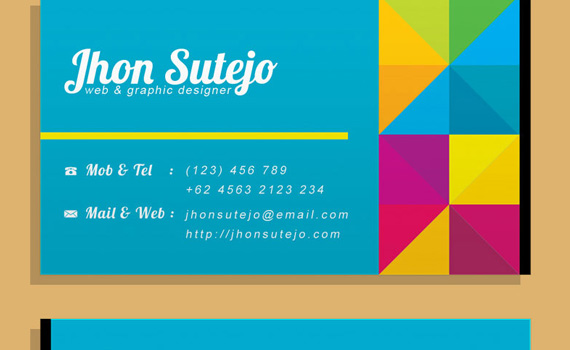 Jhon Sutejo
web & graphic designer
Mob & Tel : (123) 456 789
+62 4563 2123 234
Mail & Web : jhonsutejo@email.com
http://jhonsutejo.com